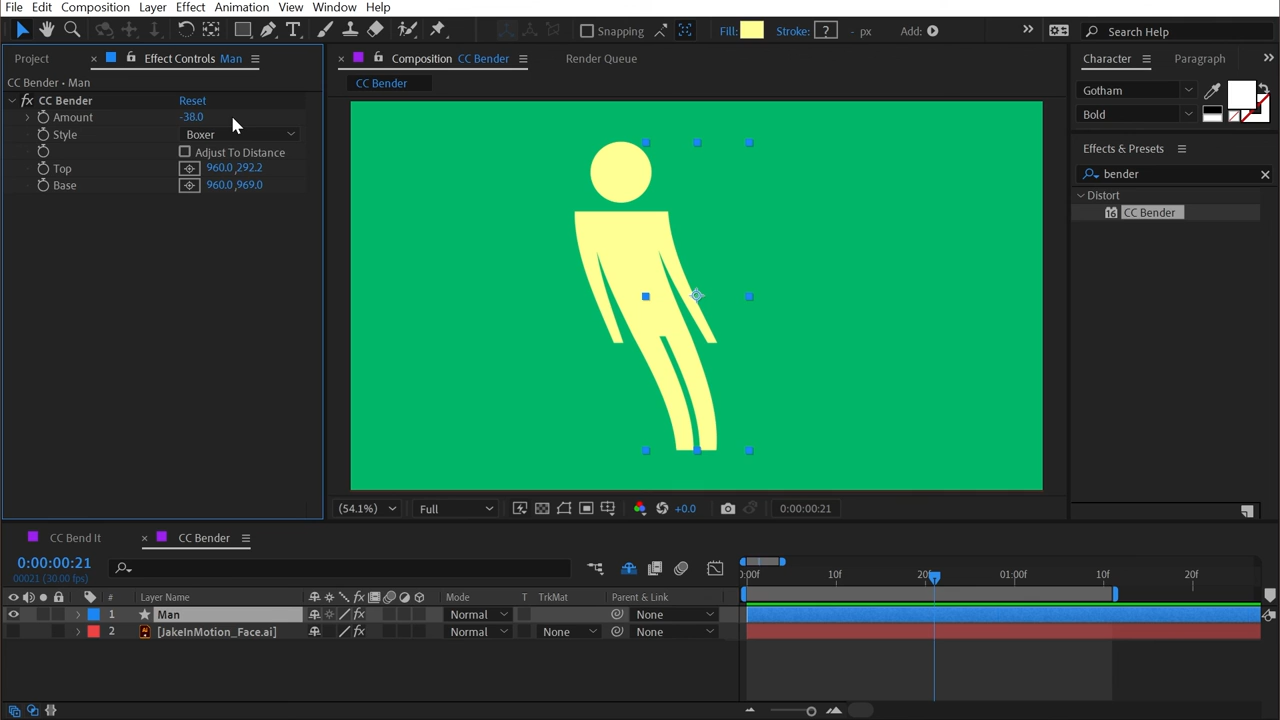 File Edit Composition Layer Effect Animation View Window Help
Snapping Fill: Stroke: ? - px Add: Search Help
Project × Effect Controls Man
CC Bender • Man
fx CC Bender Reset
Amount -38.0
Style Boxer
Adjust To Distance
Top 960.0 ,292.2
Base 960.0 ,969.0
× Composition CC Bender Render Queue
CC Bender
(54.1%) Full +0.0 0:00:00:21
Character Paragraph
Gotham
Bold
Effects & Presets
bender ×
Distort
16 CC Bender
CC Bend It × CC Bender
0:00:00:21
00021 (30.00 fps)
# Layer Name fx Mode T TrkMat Parent & Link
1 Man fx Normal None
2 [JakeInMotion_Face.ai] fx Normal None None
0:00f 10f 20f 01:00f 10f 20f